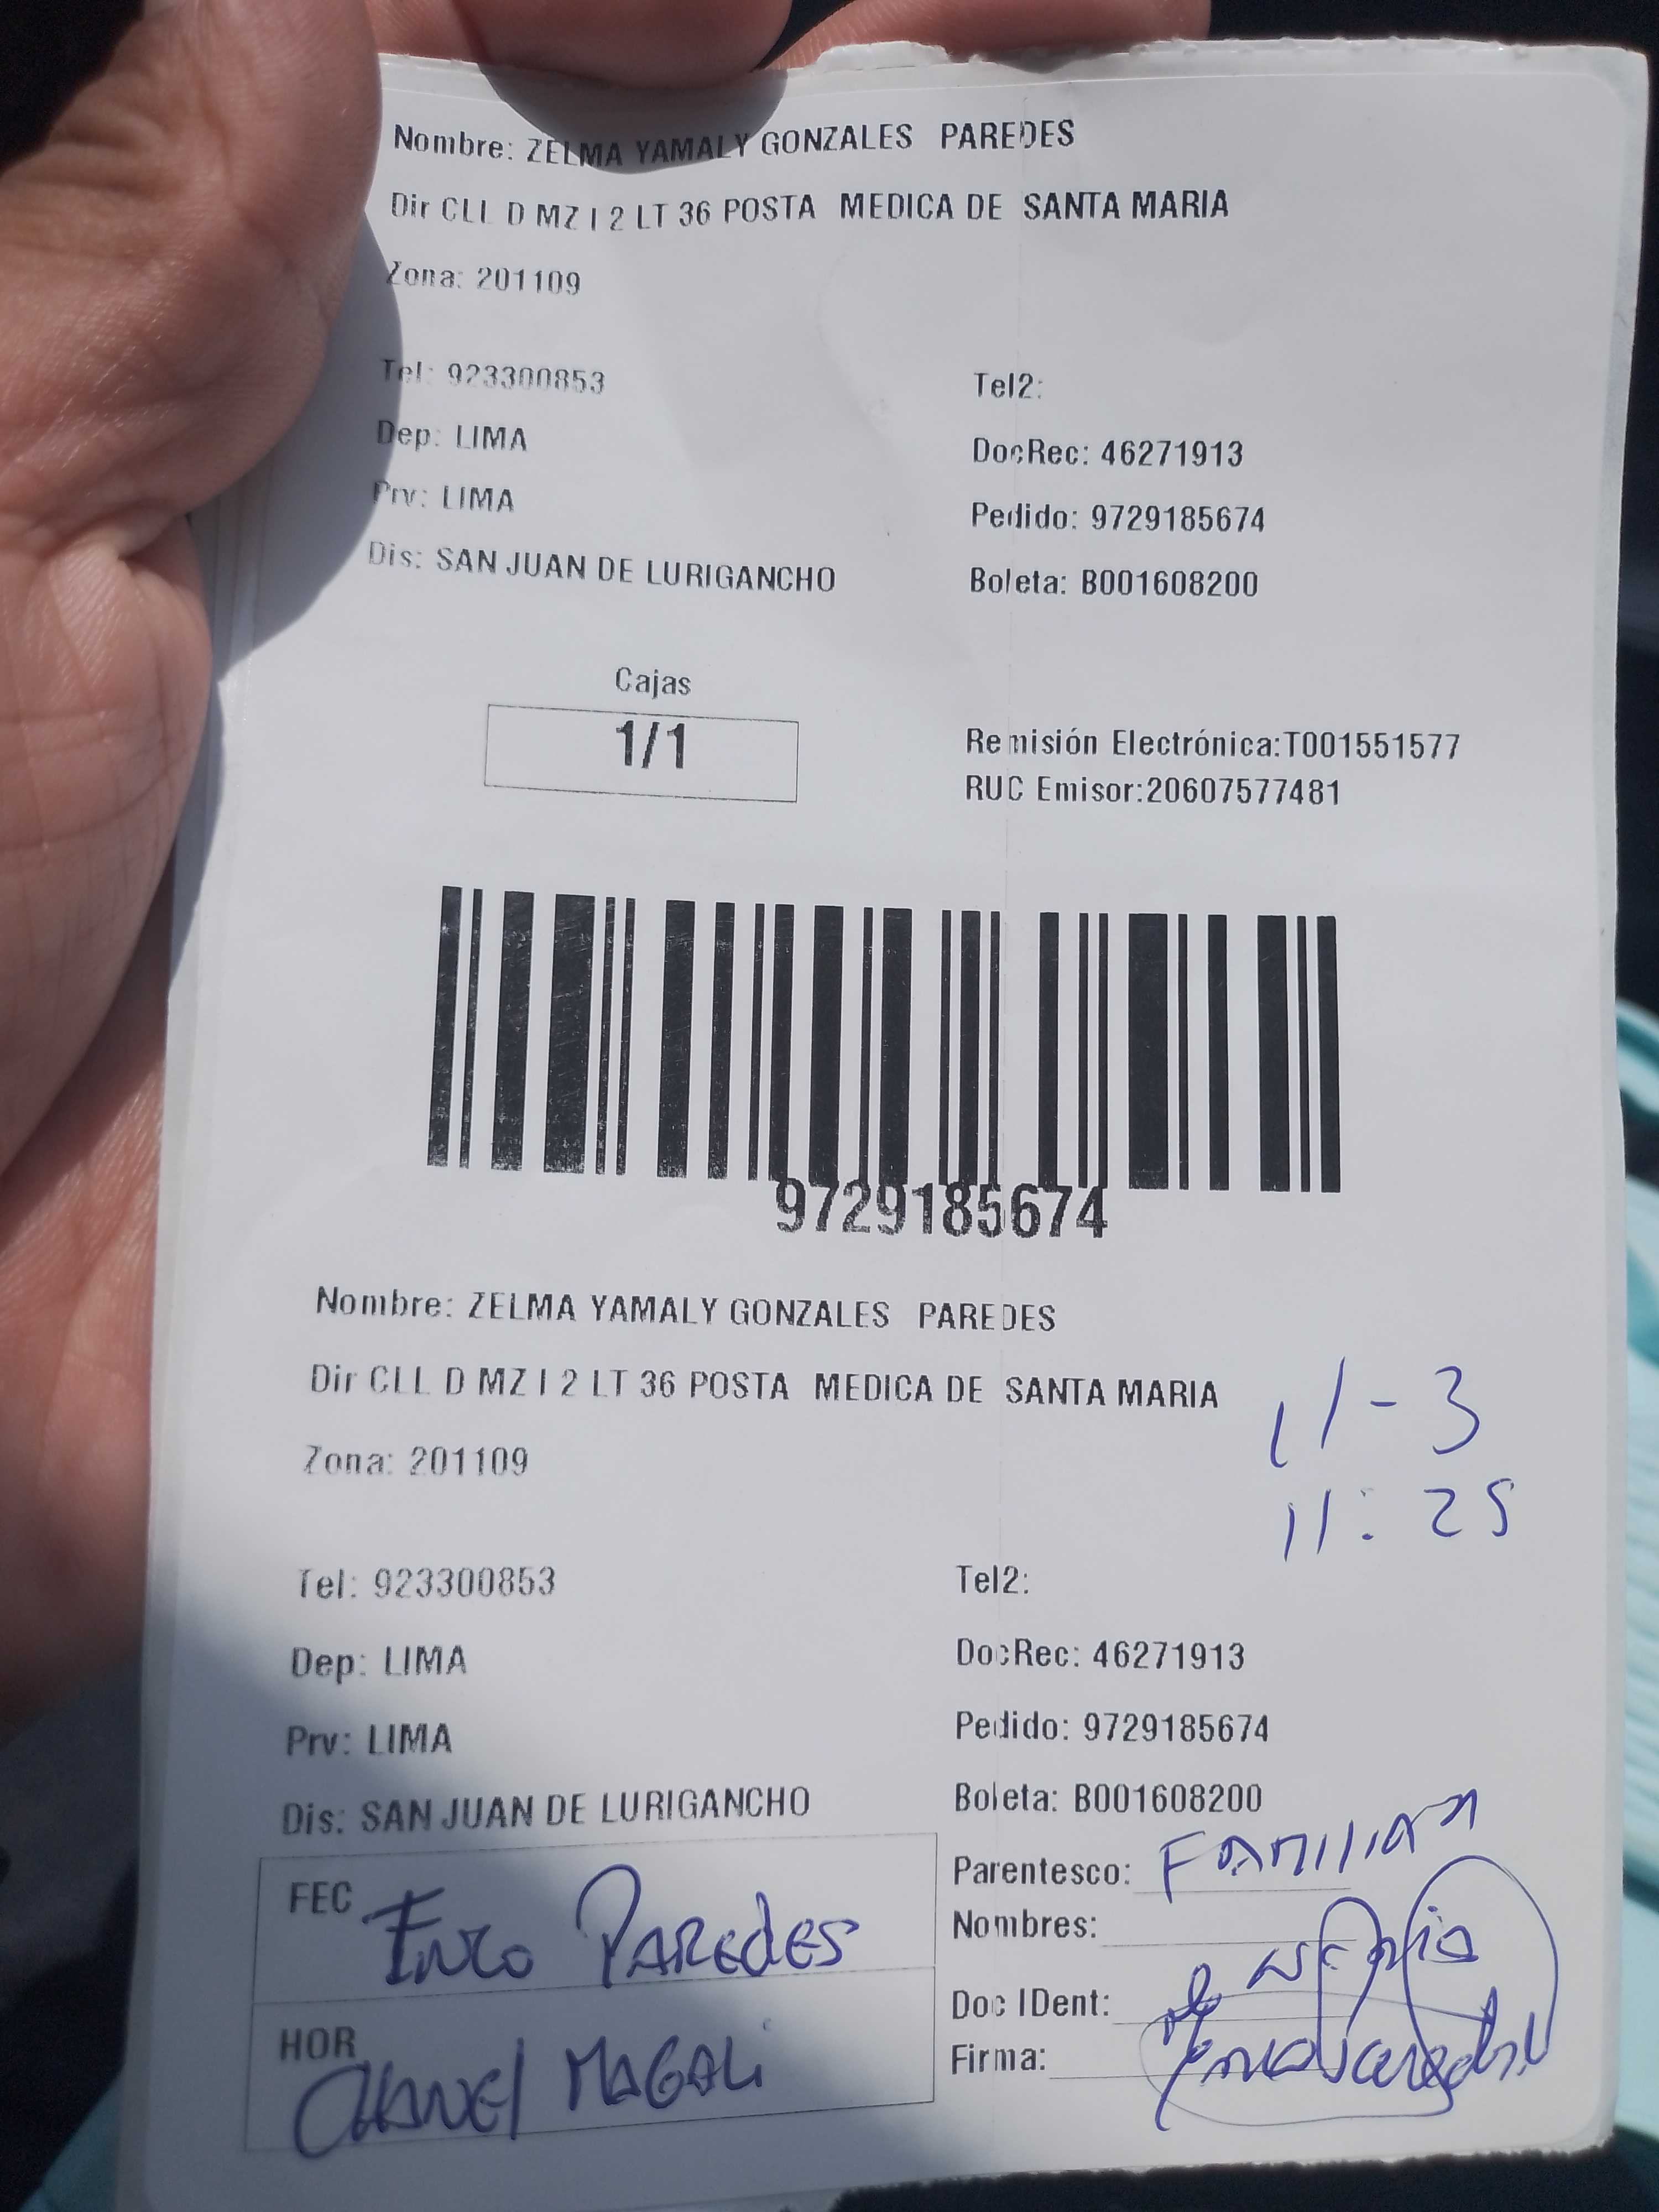 Nombre: ZELMA YAMALY GONZALES PAREDES
Dir CLL D MZ I 2 LT 36 POSTA MEDICA DE SANTA MARIA
Zona: 201109
Tel: 923300853 Tel2:
Dep: LIMA DocRec: 46271913
Prv: LIMA Pedido: 9729185674
Dis: SAN JUAN DE LURIGANCHO Boleta: B001608200
Cajas
1/1
Remisión Electrónica:T001551577
RUC Emisor:20607577481
9729185674
Nombre: ZELMA YAMALY GONZALES PAREDES
Dir CLL D MZ I 2 LT 36 POSTA MEDICA DE SANTA MARIA
11-3
Zona: 201109
11:25
Tel: 923300853 Tel2:
Dep: LIMA DocRec: 46271913
Prv: LIMA Pedido: 9729185674
Dis: SAN JUAN DE LURIGANCHO Boleta: B001608200
FEC PAREDES
Parentesco: FAMILIAR
Nombres:
HOR MAGALI
Doc IDent:
Firma: